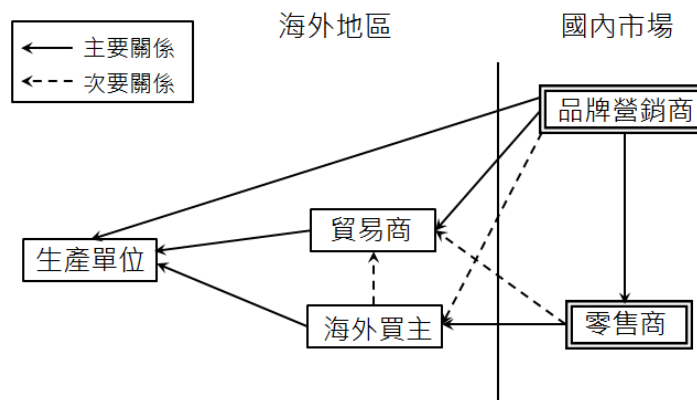 海外地區
國內市場
主要關係
次要關係
品牌營銷商
貿易商
生產單位
海外買主
零售商